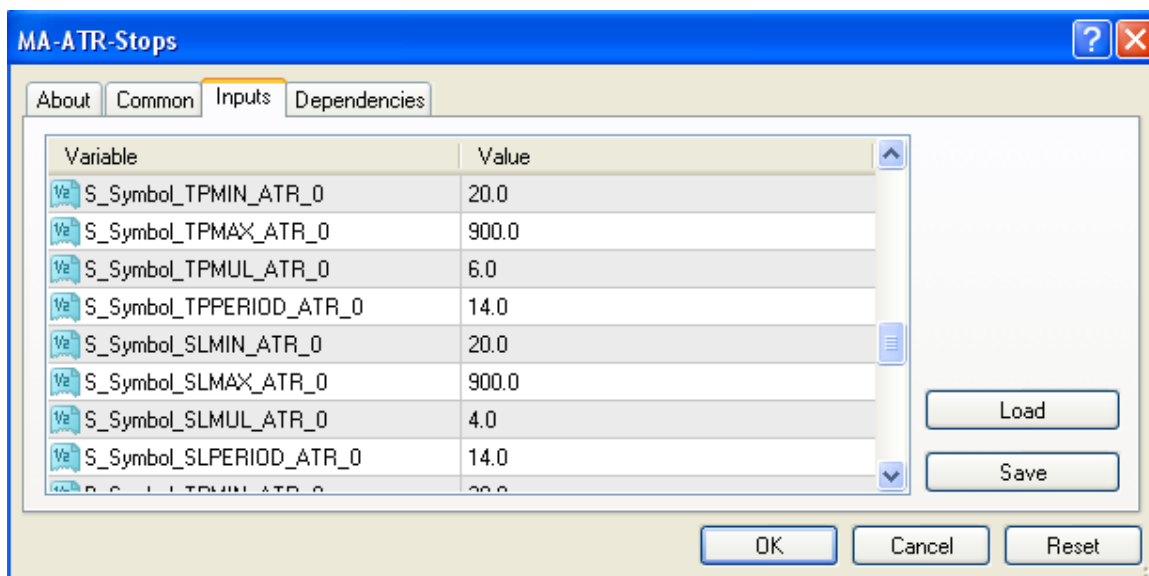 MA-ATR-Stops
About Common Inputs Dependencies
Variable Value
S_Symbol_TPMIN_ATR_0 20.0
S_Symbol_TPMAX_ATR_0 900.0
S_Symbol_TPMUL_ATR_0 6.0
S_Symbol_TPPERIOD_ATR_0 14.0
S_Symbol_SLMIN_ATR_0 20.0
S_Symbol_SLMAX_ATR_0 900.0
S_Symbol_SLMUL_ATR_0 4.0
S_Symbol_SLPERIOD_ATR_0 14.0
Load
Save
OK Cancel Reset